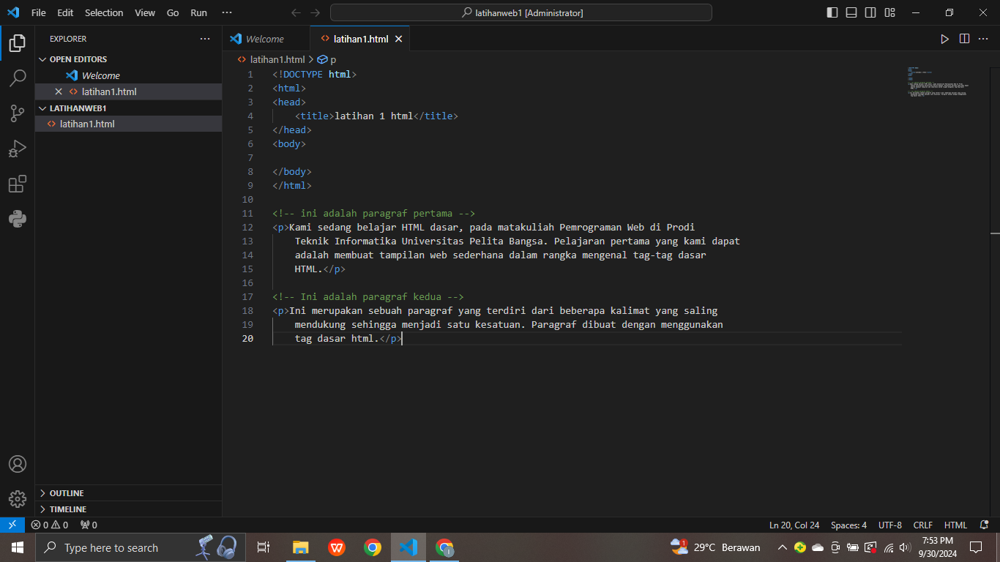 File Edit Selection View Go Run ···
latihanweb1 [Administrator]
EXPLORER
OPEN EDITORS
Welcome
latihan1.html
LATIHANWEB1
latihan1.html
OUTLINE
TIMELINE
Welcome
latihan1.html
latihan1.html > p
1 <!DOCTYPE html>
2 <html>
3 <head>
4 <title>latihan 1 html</title>
5 </head>
6 <body>
7
8 </body>
9 </html>
10
11 <!-- ini adalah paragraf pertama -->
12 <p>Kami sedang belajar HTML dasar, pada matakuliah Pemrograman Web di Prodi
13 Teknik Informatika Universitas Pelita Bangsa. Pelajaran pertama yang kami dapat
14 adalah membuat tampilan web sederhana dalam rangka mengenal tag-tag dasar
15 HTML.</p>
16
17 <!-- Ini adalah paragraf kedua -->
18 <p>Ini merupakan sebuah paragraf yang terdiri dari beberapa kalimat yang saling
19 mendukung sehingga menjadi satu kesatuan. Paragraf dibuat dengan menggunakan
20 tag dasar html.</p>
0 0 0
Ln 20, Col 24 Spaces: 4 UTF-8 CRLF HTML
Type here to search
1
29°C Berawan
7:53 PM
9/30/2024